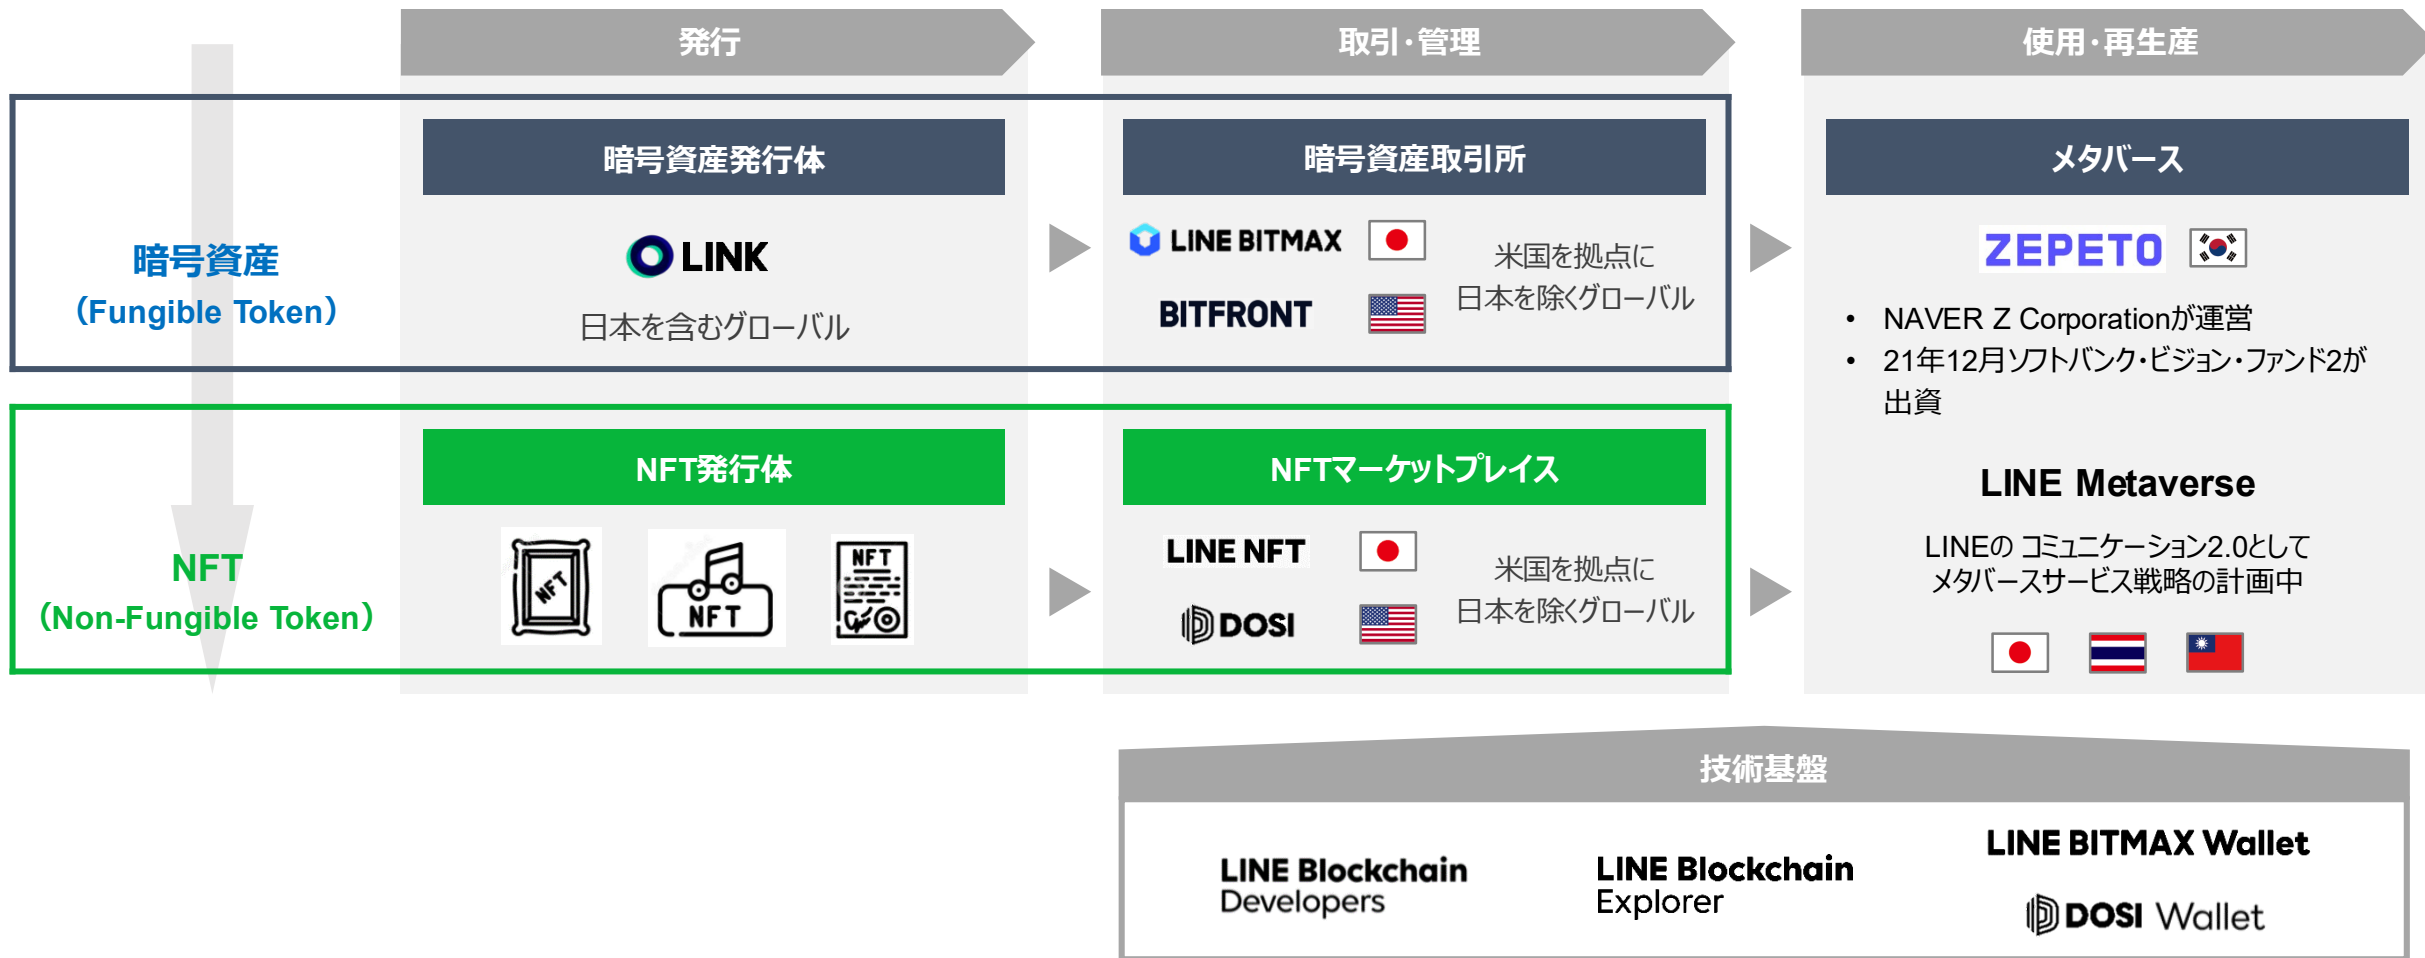 発行
取引・管理
使用・再生産
暗号資産
（Fungible Token）
暗号資産発行体
LINK
日本を含むグローバル
暗号資産取引所
LINE BITMAX
BITFRONT
米国を拠点に
日本を除くグローバル
メタバース
ZEPETO
• NAVER Z Corporationが運営
• 21年12月ソフトバンク・ビジョン・ファンド2が
出資
LINE Metaverse
LINEの コミュニケーション2.0として
メタバースサービス戦略の計画中
NFT
（Non-Fungible Token）
NFT発行体
NFT
NFT
NFT
NFTマーケットプレイス
LINE NFT
DOSI
米国を拠点に
日本を除くグローバル
技術基盤
LINE Blockchain
Developers
LINE Blockchain
Explorer
LINE BITMAX Wallet
DOSI Wallet